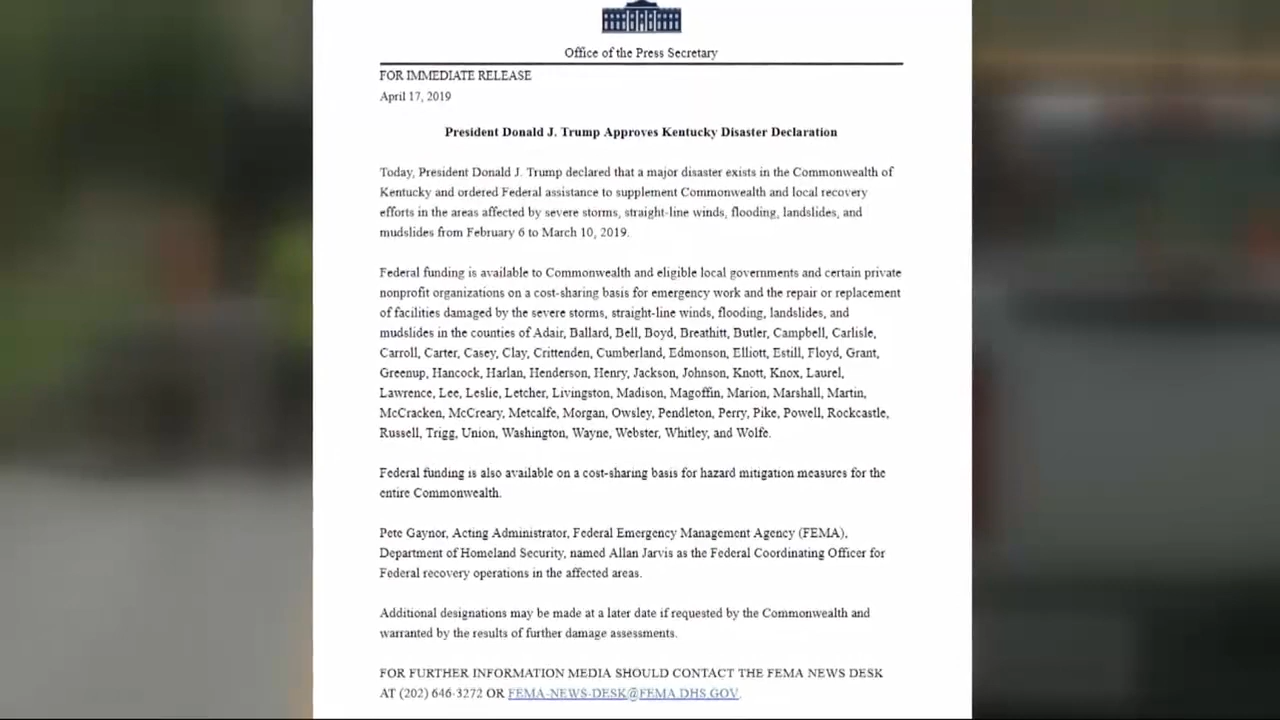 Office of the Press Secretary
FOR IMMEDIATE RELEASE
April 17, 2019
President Donald J. Trump Approves Kentucky Disaster Declaration
Today, President Donald J. Trump declared that a major disaster exists in the Commonwealth of
Kentucky and ordered Federal assistance to supplement Commonwealth and local recovery
efforts in the areas affected by severe storms, straight-line winds, flooding, landslides, and
mudslides from February 6 to March 10, 2019.
Federal funding is available to Commonwealth and eligible local governments and certain private
nonprofit organizations on a cost-sharing basis for emergency work and the repair or replacement
of facilities damaged by the severe storms, straight-line winds, flooding, landslides, and
mudslides in the counties of Adair, Ballard, Bell, Boyd, Breathitt, Butler, Campbell, Carlisle,
Carroll, Carter, Casey, Clay, Crittenden, Cumberland, Edmonson, Elliott, Estill, Floyd, Grant,
Greenup, Hancock, Harlan, Henderson, Henry, Jackson, Johnson, Knott, Knox, Laurel,
Lawrence, Lee, Leslie, Letcher, Livingston, Madison, Magoffin, Marion, Marshall, Martin,
McCracken, McCreary, Metcalfe, Morgan, Owsley, Pendleton, Perry, Pike, Powell, Rockcastle,
Russell, Trigg, Union, Washington, Wayne, Webster, Whitley, and Wolfe.
Federal funding is also available on a cost-sharing basis for hazard mitigation measures for the
entire Commonwealth.
Pete Gaynor, Acting Administrator, Federal Emergency Management Agency (FEMA),
Department of Homeland Security, named Allan Jarvis as the Federal Coordinating Officer for
Federal recovery operations in the affected areas.
Additional designations may be made at a later date if requested by the Commonwealth and
warranted by the results of further damage assessments.
FOR FURTHER INFORMATION MEDIA SHOULD CONTACT THE FEMA NEWS DESK
AT (202) 646-3272 OR FEMA-NEWS-DESK@FEMA.DHS.GOV.